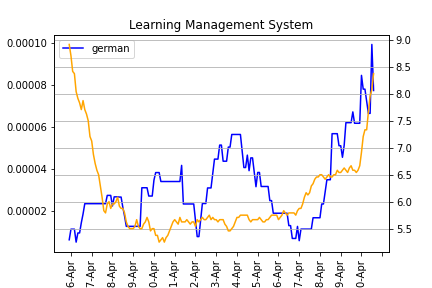 Learning Management System
german
0.00010
0.00008
0.00006
0.00004
0.00002
9.0
8.5
8.0
7.5
7.0
6.5
6.0
5.5
6-Apr
7-Apr
8-Apr
9-Apr
0-Apr
1-Apr
2-Apr
3-Apr
4-Apr
5-Apr
6-Apr
7-Apr
8-Apr
9-Apr
0-Apr